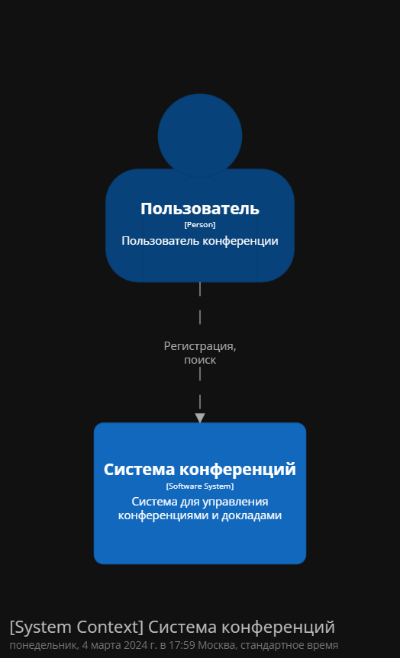 Пользователь
[Person]
Пользователь конференции
Регистрация,
поиск
Система конференций
[Software System]
Система для управления
конференциями и докладами
[System Context] Система конференций
понедельник, 4 марта 2024 г. в 17:59 Москва, стандартное время